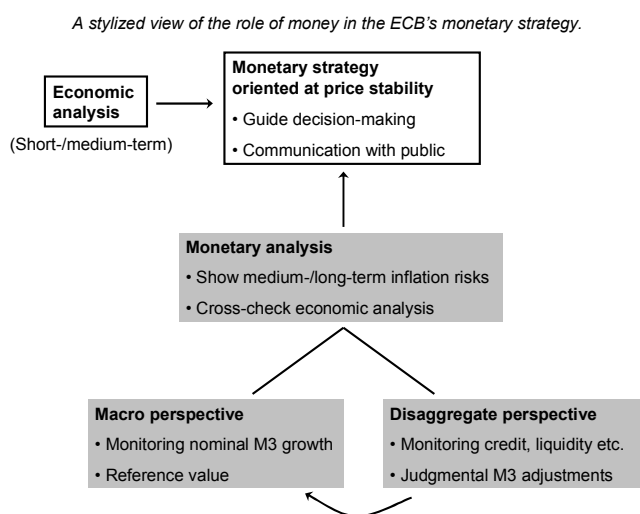 A stylized view of the role of money in the ECB's monetary strategy.
Monetary strategy
oriented at price stability
• Guide decision-making
• Communication with public
Economic
analysis
(Short-/medium-term)
Monetary analysis
• Show medium-/long-term inflation risks
• Cross-check economic analysis
Macro perspective
• Monitoring nominal M3 growth
• Reference value
Disaggregate perspective
• Monitoring credit, liquidity etc.
• Judgmental M3 adjustments